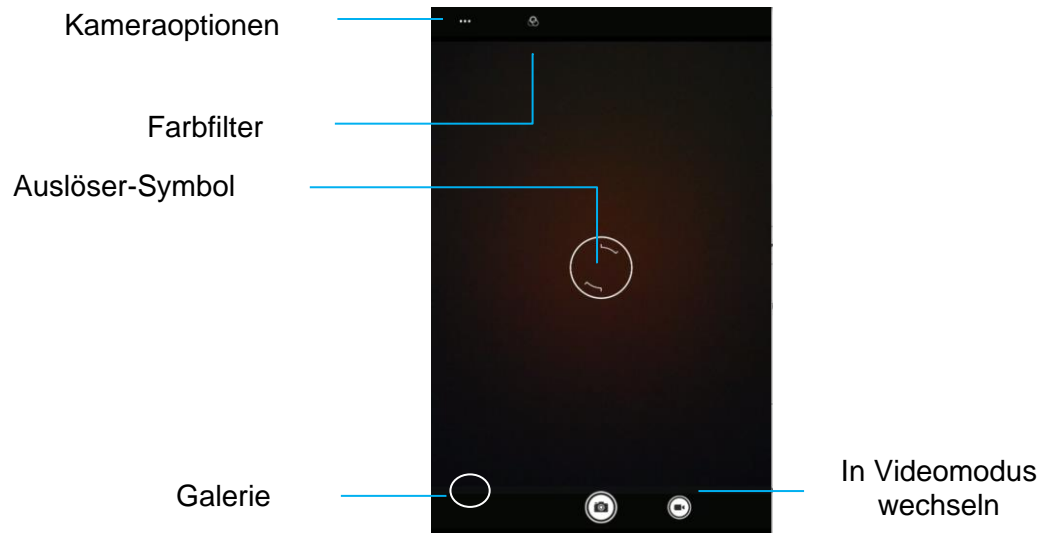 Kameraoptionen
Farbfilter
Auslöser-Symbol
Galerie
In Videomodus
wechseln